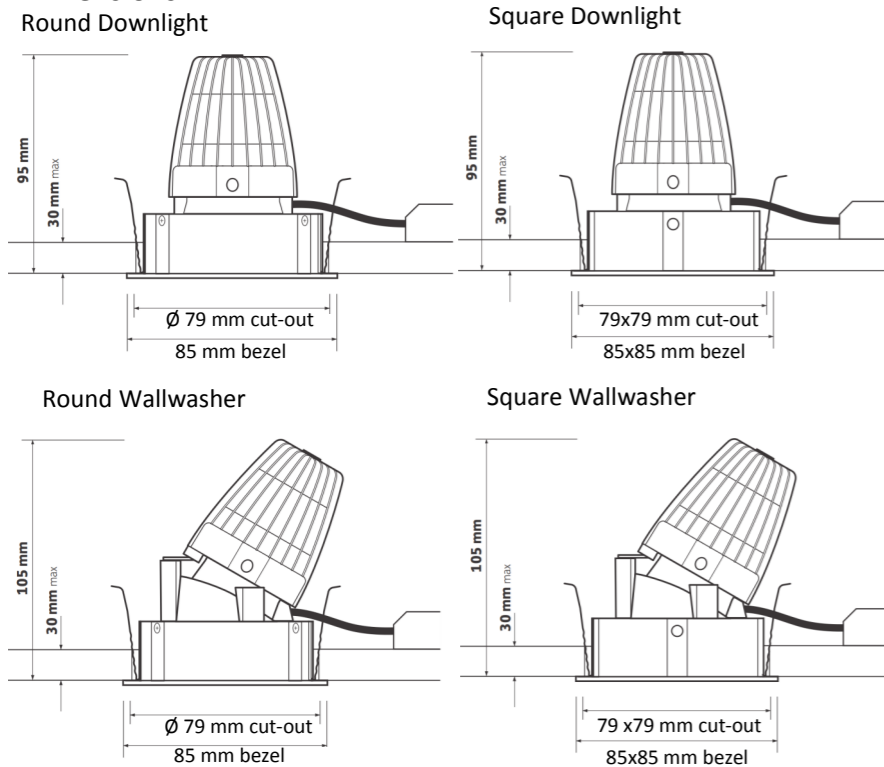 Round Downlight
95 mm
30 mm max
Ø 79 mm cut-out
85 mm bezel
Square Downlight
95 mm
30 mm max
79x79 mm cut-out
85x85 mm bezel
Round Wallwasher
105 mm
30 mm max
Ø 79 mm cut-out
85 mm bezel
Square Wallwasher
105 mm
30 mm max
79 x79 mm cut-out
85x85 mm bezel